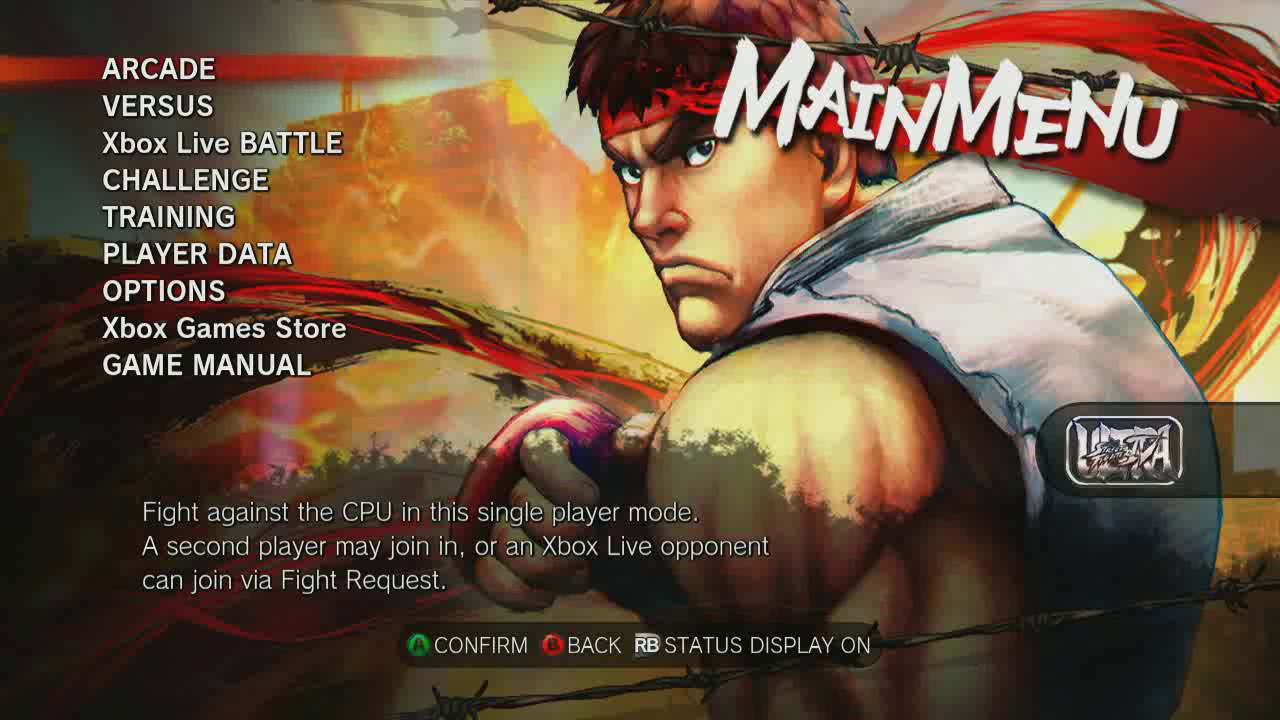 MAINMENU
ARCADE
VERSUS
Xbox Live BATTLE
CHALLENGE
TRAINING
PLAYER DATA
OPTIONS
Xbox Games Store
GAME MANUAL
ULTRA
Fight against the CPU in this single player mode.
A second player may join in, or an Xbox Live opponent
can join via Fight Request.
A CONFIRM B BACK RB STATUS DISPLAY ON